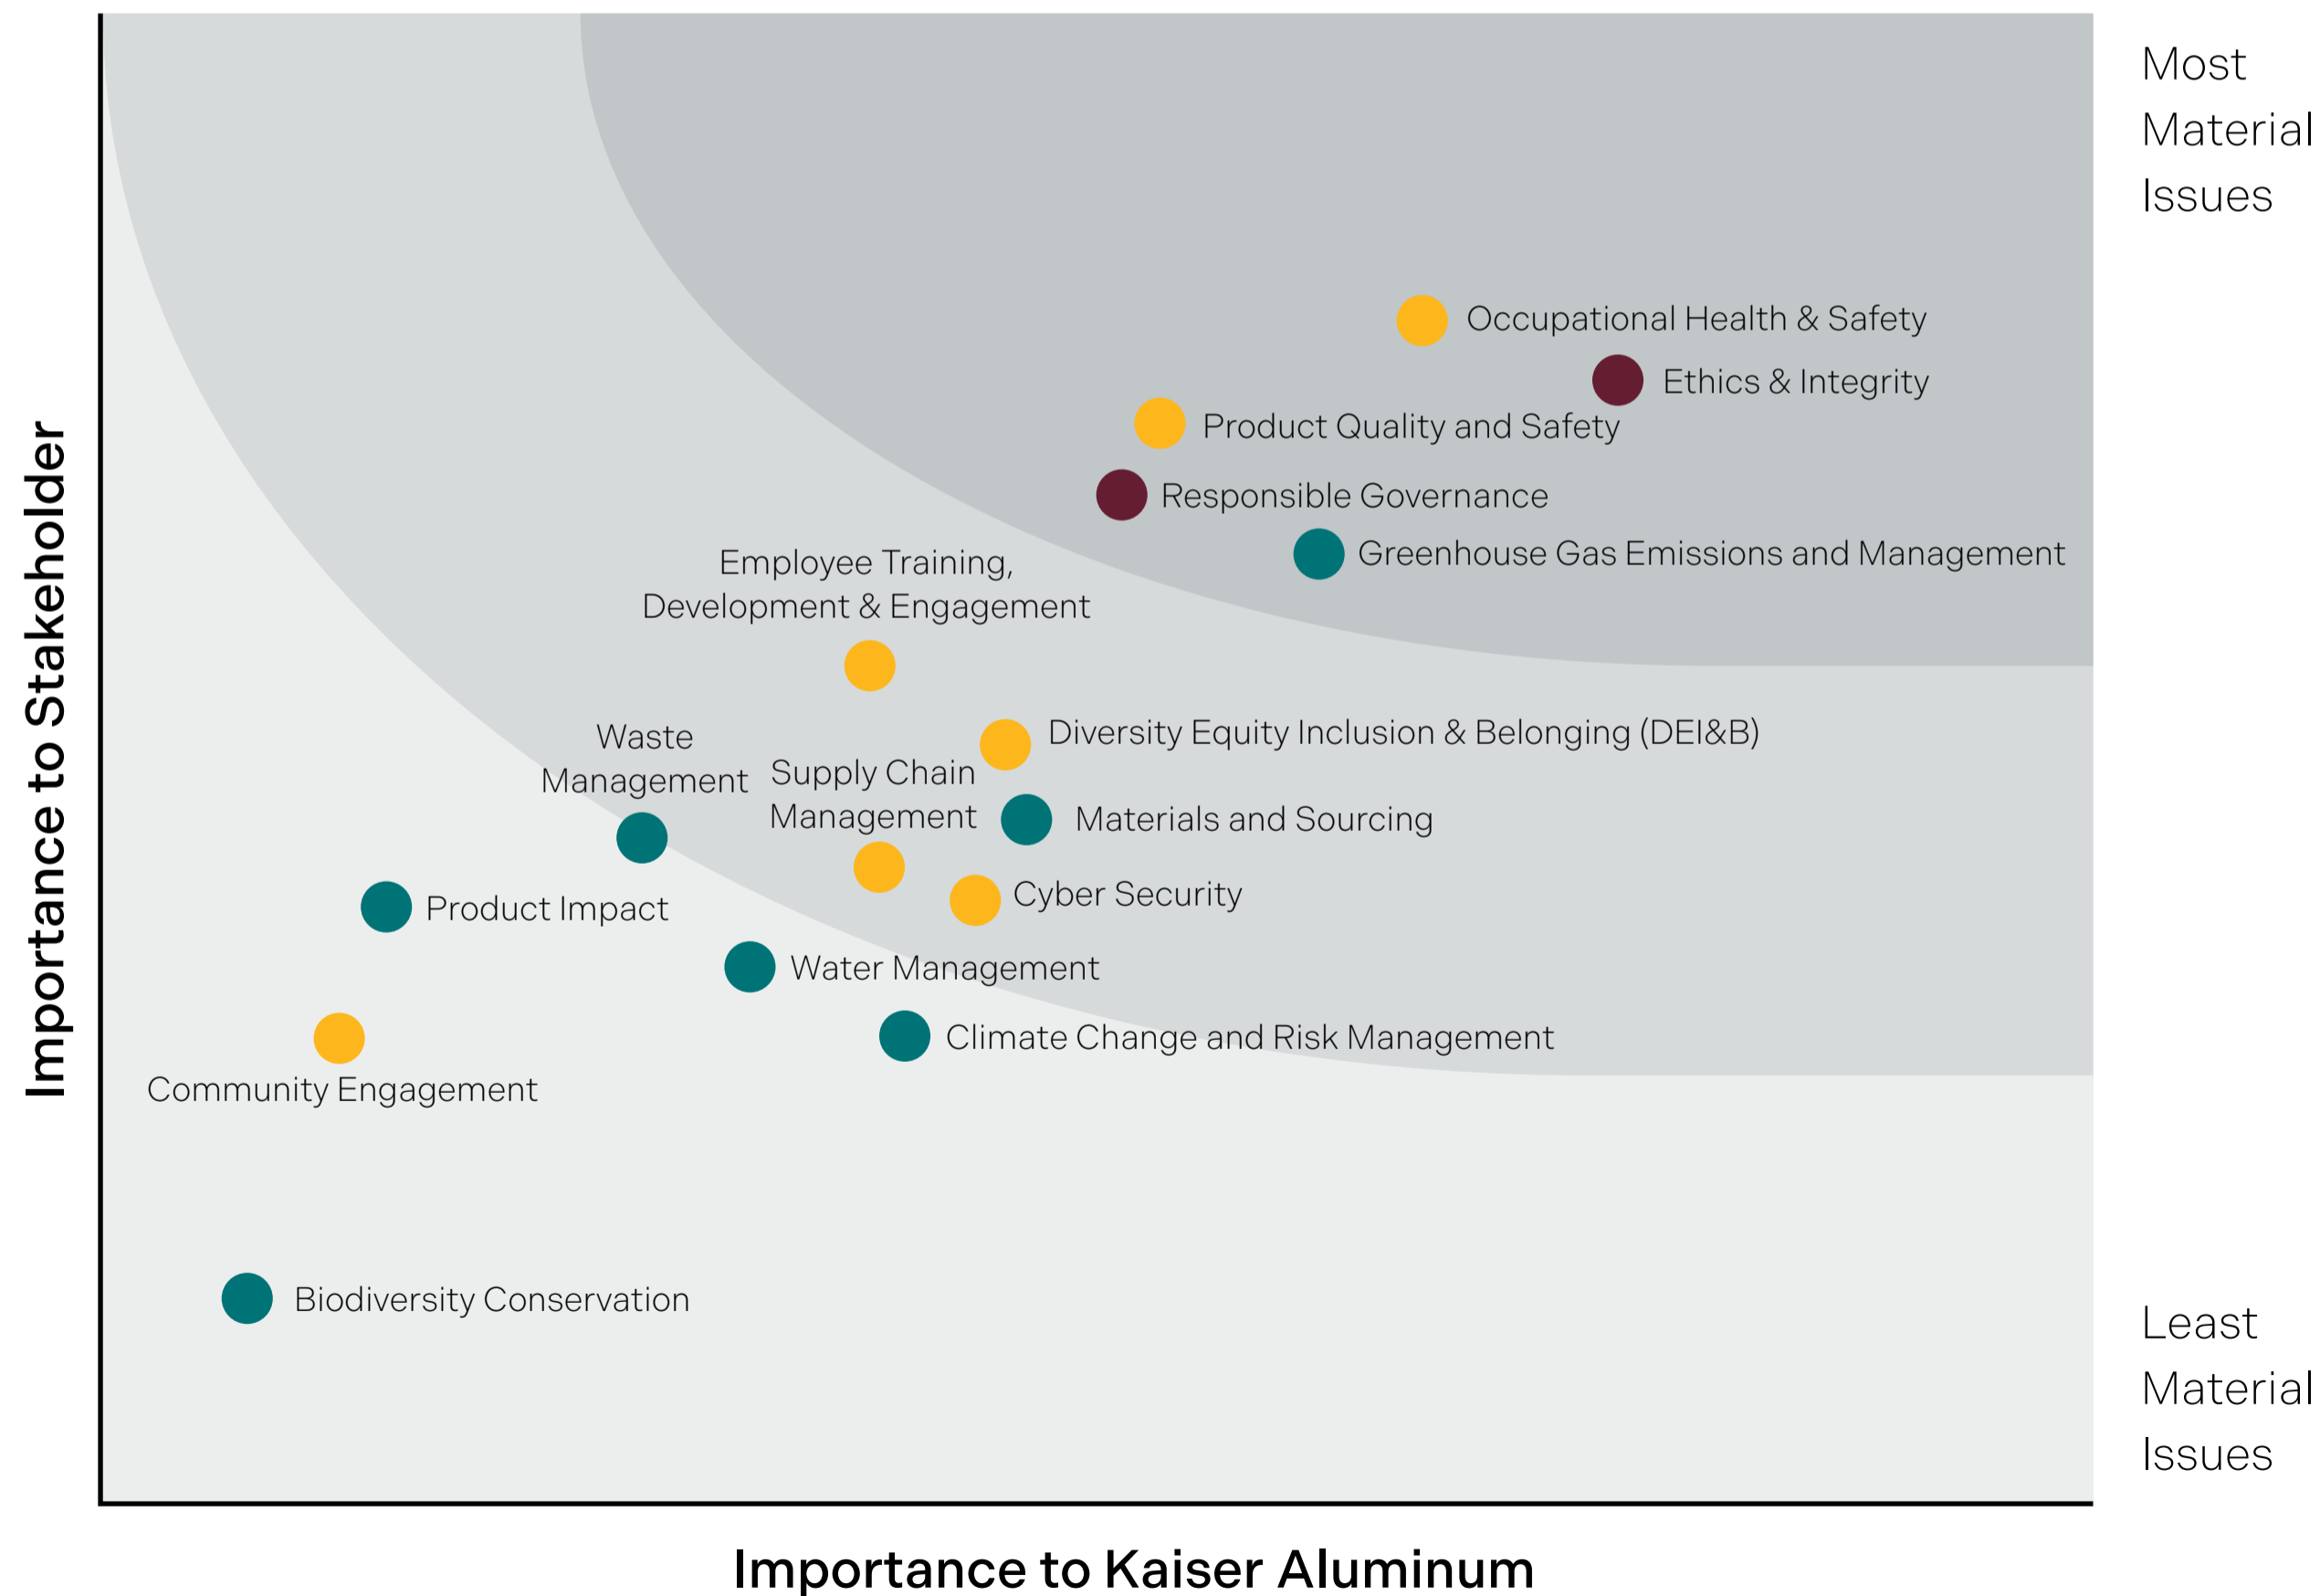 Most
Material
Issues
Occupational Health & Safety
Ethics & Integrity
Product Quality and Safety
Responsible Governance
Greenhouse Gas Emissions and Management
Employee Training,
Development & Engagement
Waste
Management
Diversity Equity Inclusion & Belonging (DEI&B)
Supply Chain
Management
Materials and Sourcing
Cyber Security
Product Impact
Water Management
Climate Change and Risk Management
Community Engagement
Biodiversity Conservation
Least
Material
Issues
Importance to Stakeholder
Importance to Kaiser Aluminum